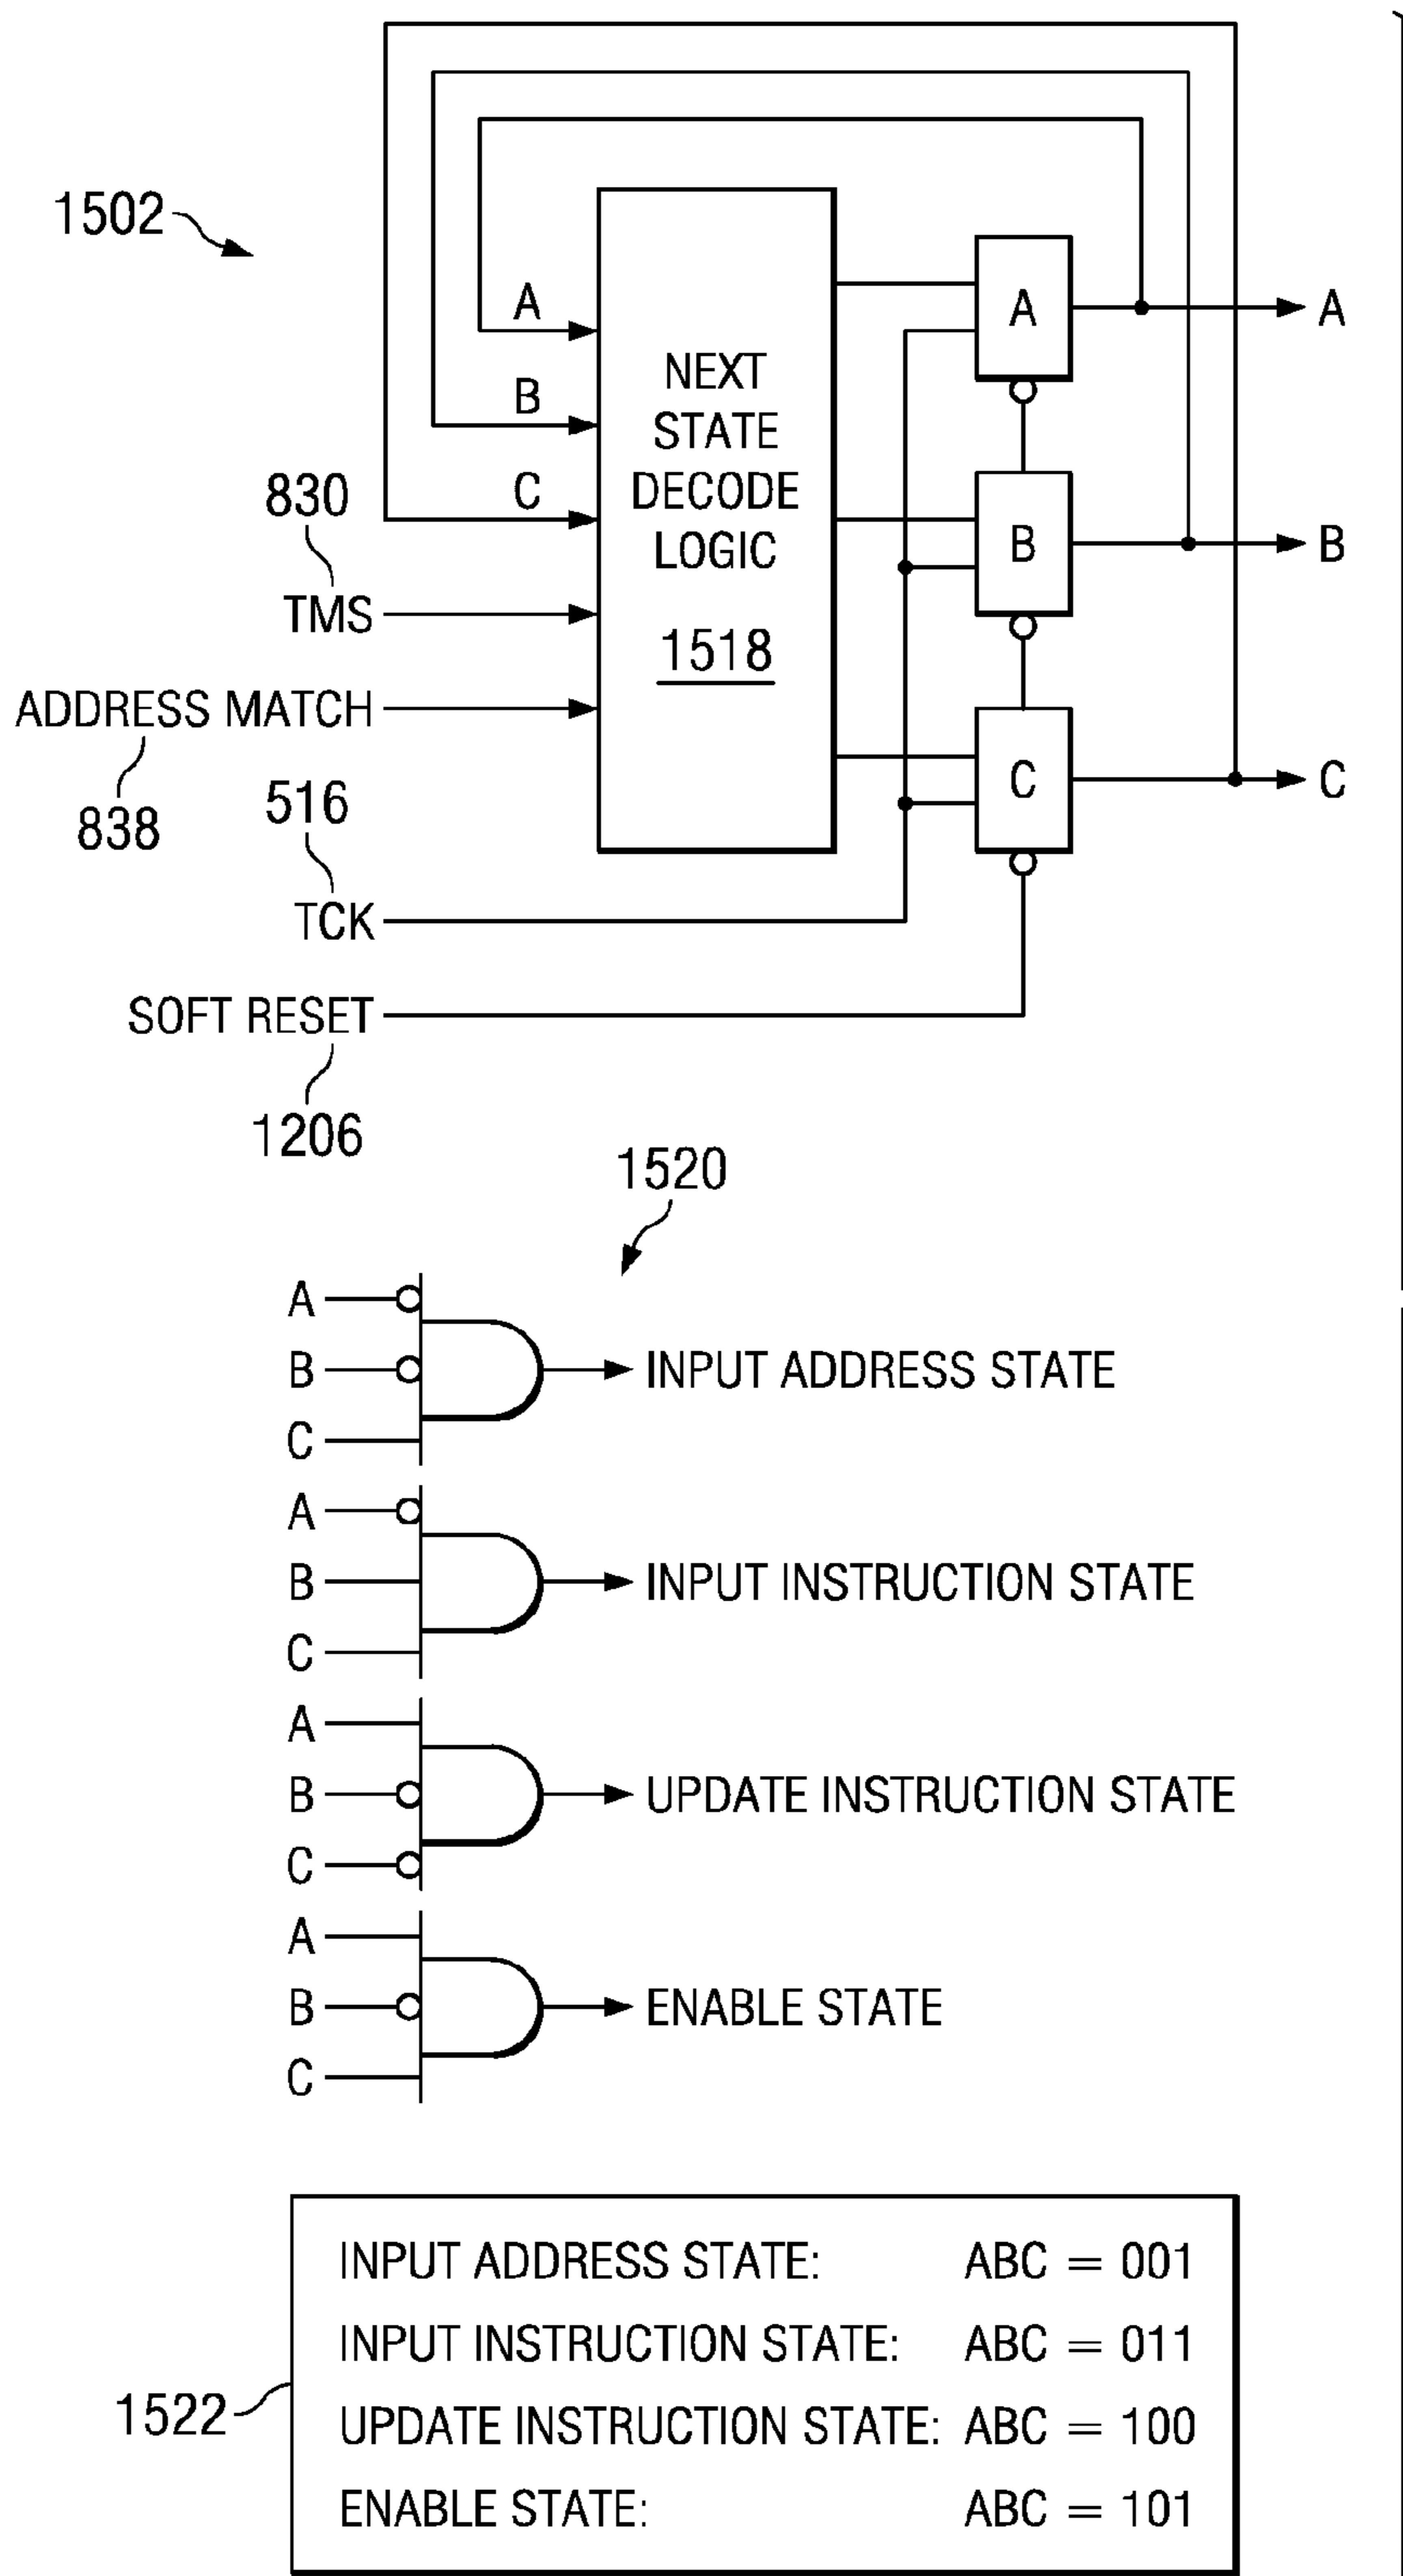 1502
A
B
C
830
TMS
ADDRESS MATCH
838
516
TCK
SOFT RESET
1206
NEXT
STATE
DECODE
LOGIC
1518
A
B
C
A
B
C
1520
A
B
C
INPUT ADDRESS STATE
A
B
C
INPUT INSTRUCTION STATE
A
B
C
UPDATE INSTRUCTION STATE
A
B
C
ENABLE STATE
1522
INPUT ADDRESS STATE: ABC = 001
INPUT INSTRUCTION STATE: ABC = 011
UPDATE INSTRUCTION STATE: ABC = 100
ENABLE STATE: ABC = 101